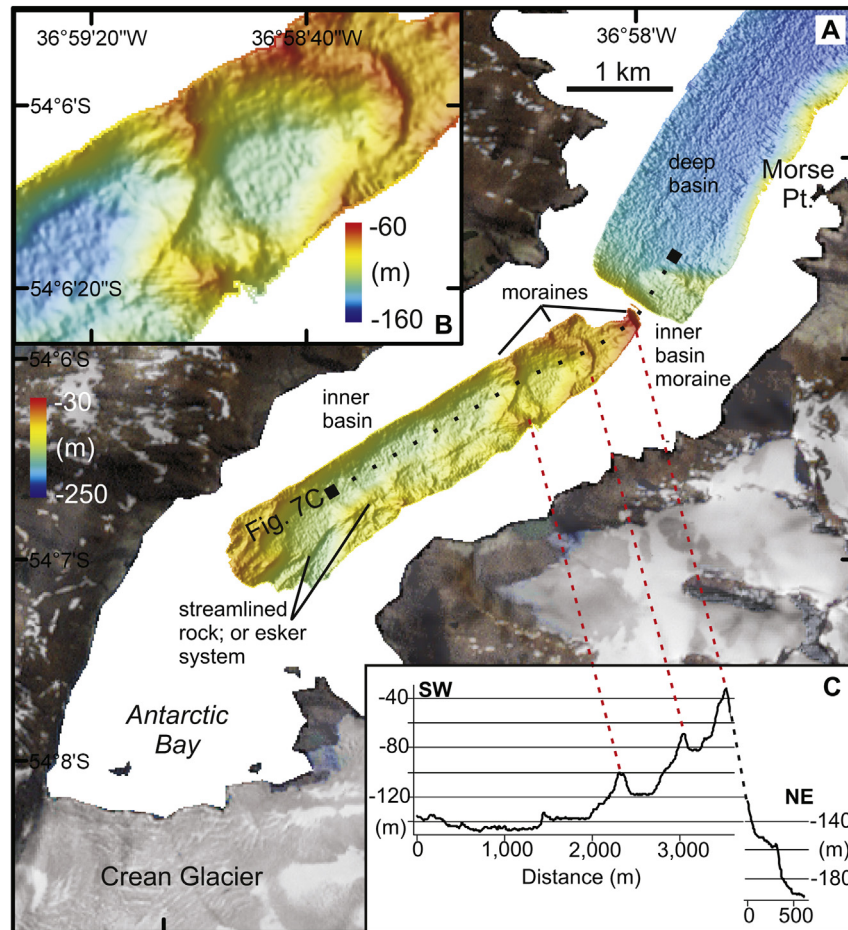 36°59'20"W
36°58'40"W
36°58'
A
1 km
54°6'S
deep
basin
Morse
Pt.
-60
(m)
-160
54°6'20"S
B
moraines
inner
basin
moraine
54°6'S
-30
(m)
-250
inner
basin
Fig. 7C
54°7'S
streamlined
rock; or esker
system
Antarctic
Bay
54°8'S
Crean Glacier
SW
C
-40
-80
-120
(m)
NE
-140
(m)
-180
0
1,000
2,000
3,000
Distance (m)
0
500